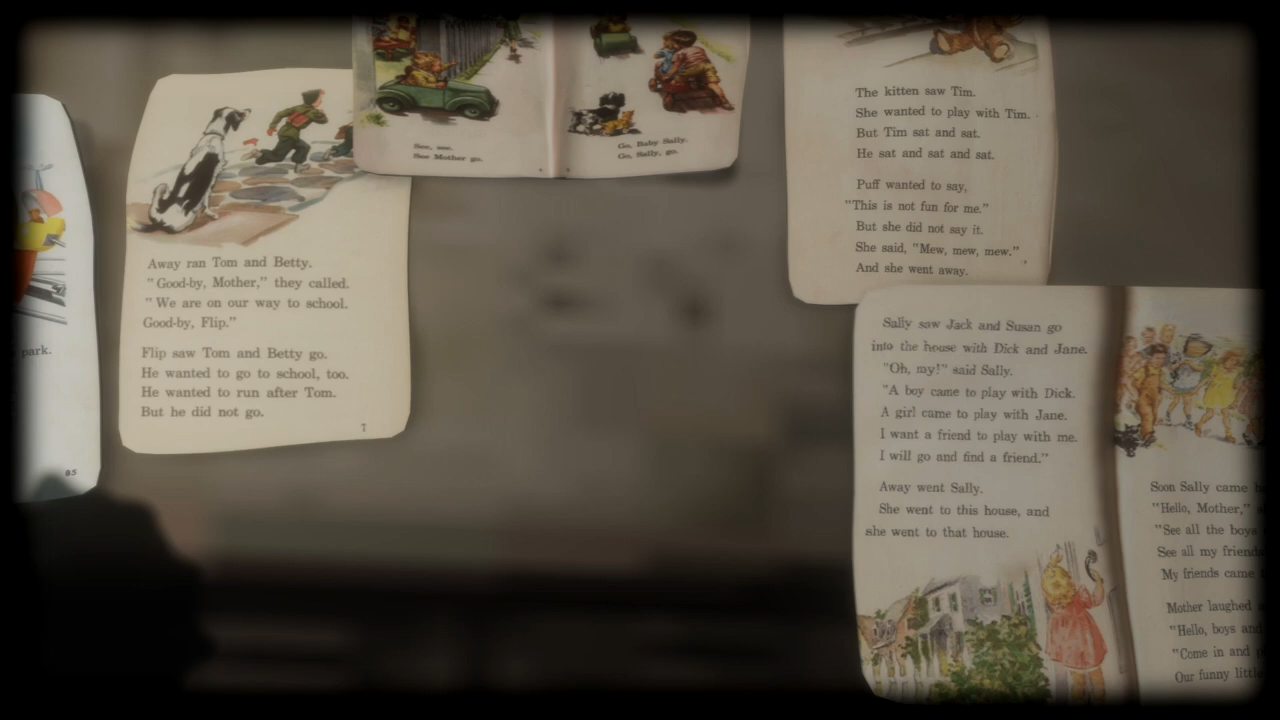 park.
85
Away ran Tom and Betty.
"Good-by, Mother," they called.
"We are on our way to school.
Good-by, Flip."
Flip saw Tom and Betty go.
He wanted to go to school, too.
He wanted to run after Tom.
But he did not go.
7
See, see.
See Mother go.
Go, Baby Sally.
Go, Sally, go.
The kitten saw Tim.
She wanted to play with Tim.
But Tim sat and sat.
He sat and sat and sat.
Puff wanted to say,
"This is not fun for me."
But she did not say it.
She said, "Mew, mew, mew."
And she went away.
Sally saw Jack and Susan go
into the house with Dick and Jane.
"Oh, my!" said Sally.
"A boy came to play with Dick.
A girl came to play with Jane.
I want a friend to play with me.
I will go and find a friend."
Away went Sally.
She went to this house, and
she went to that house.
Soon Sally came
"Hello, Mother,"
"See all the boys
See all my friends
My friends came
Mother laughed
"Hello, boys and
"Come in and
Our funny little